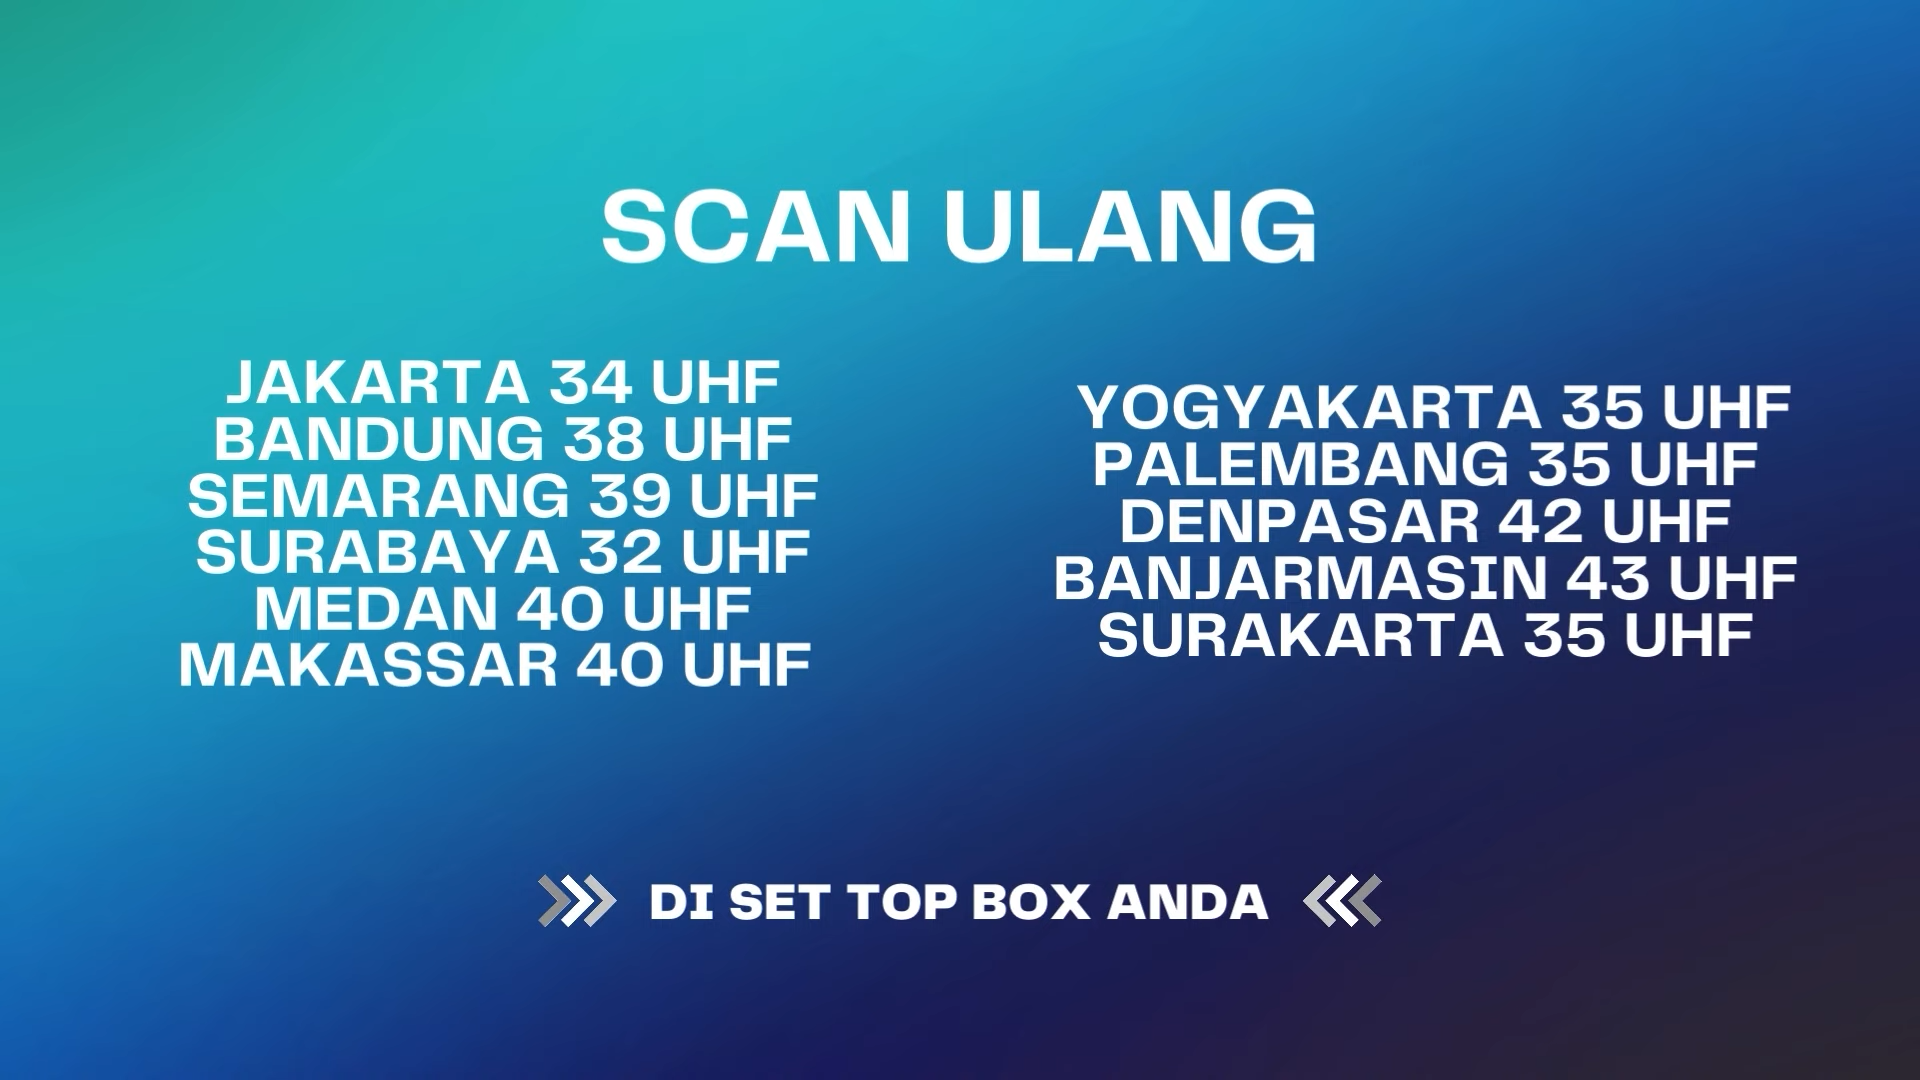 SCAN ULANG
JAKARTA 34 UHF
BANDUNG 38 UHF
SEMARANG 39 UHF
SURABAYA 32 UHF
MEDAN 40 UHF
MAKASSAR 40 UHF
YOGYAKARTA 35 UHF
PALEMBANG 35 UHF
DENPASAR 42 UHF
BANJARMASIN 43 UHF
SURAKARTA 35 UHF
DI SET TOP BOX ANDA